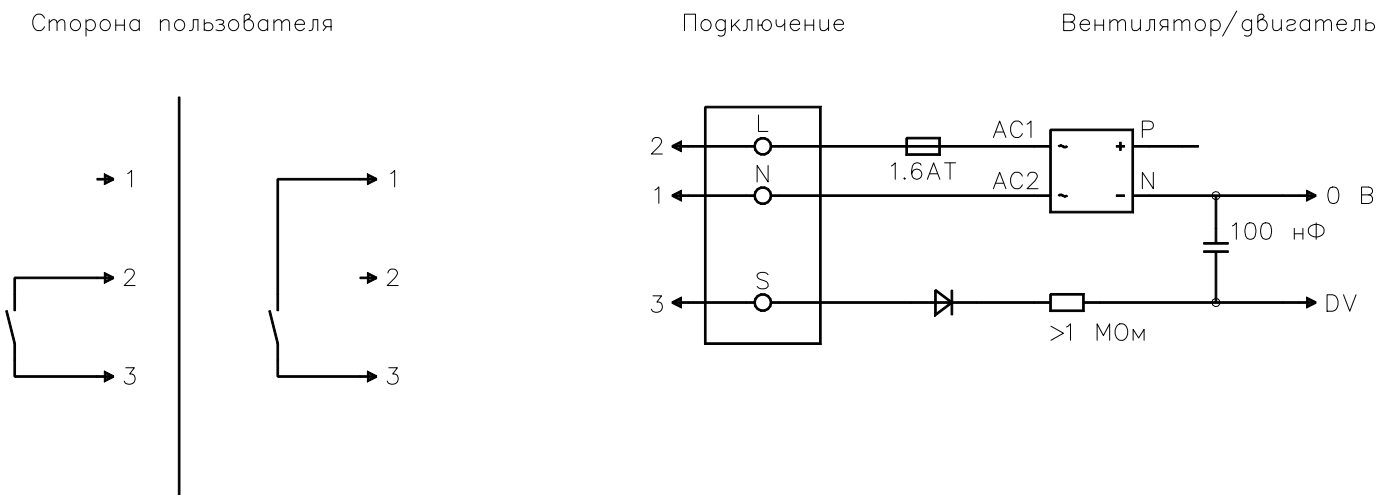 Сторона пользователя
Подключение
Вентилятор/двигатель
1
2
3
1
2
3
2
L
1.6АТ
AC1
P
1
N
AC2
N
0 В
100 нФ
3
S
>1 МОм
DV